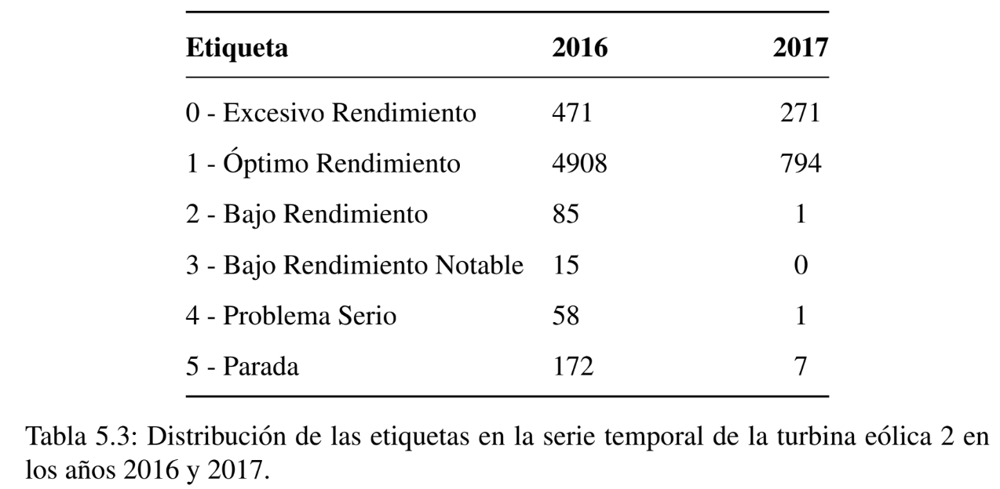 Etiqueta 2016 2017
0 - Excesivo Rendimiento 471 271
1 - Óptimo Rendimiento 4908 794
2 - Bajo Rendimiento 85 1
3 - Bajo Rendimiento Notable 15 0
4 - Problema Serio 58 1
5 - Parada 172 7
Tabla 5.3: Distribución de las etiquetas en la serie temporal de la turbina eólica 2 en
los años 2016 y 2017.